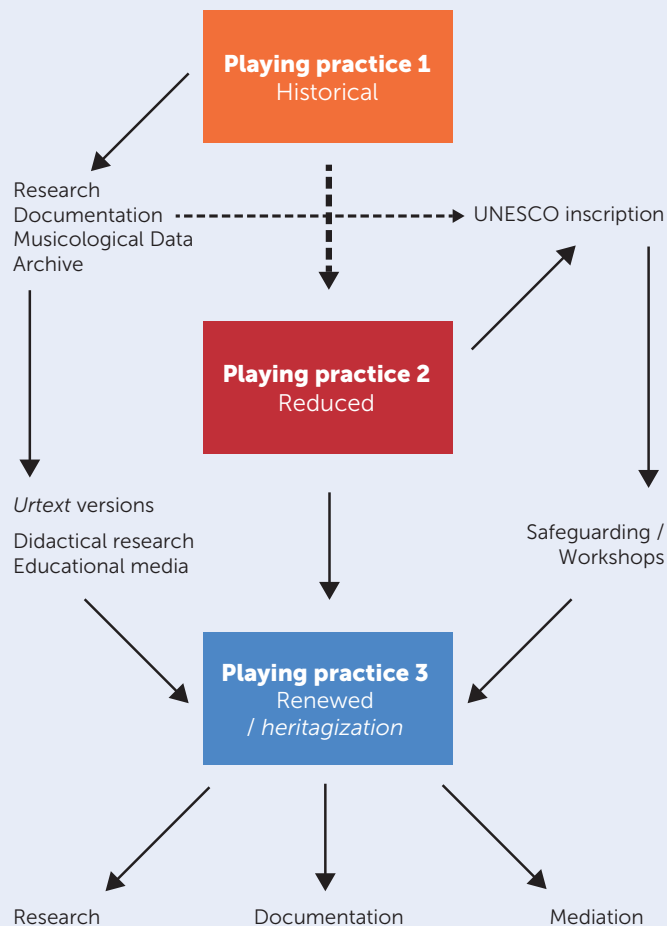 Playing practice 1
Historical
Research
Documentation
Musicological Data
Archive
UNESCO inscription
Playing practice 2
Reduced
Urtext versions
Didactical research
Educational media
Safeguarding /
Workshops
Playing practice 3
Renewed
/ heritagization
Research
Documentation
Mediation